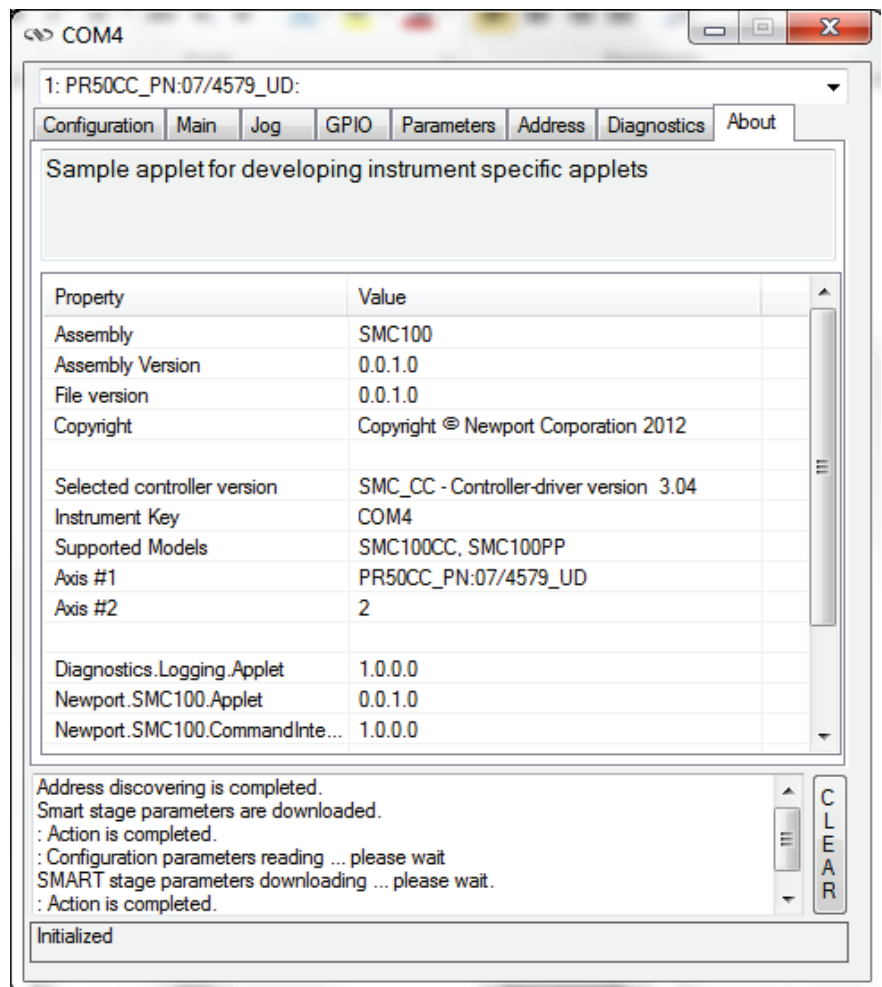 COM4
1: PR50CC_PN:07/4579_UD:
Configuration Main Jog GPIO Parameters Address Diagnostics About
Sample applet for developing instrument specific applets
Property Value
Assembly SMC100
Assembly Version 0.0.1.0
File version 0.0.1.0
Copyright Copyright © Newport Corporation 2012
Selected controller version SMC_CC - Controller-driver version 3.04
Instrument Key COM4
Supported Models SMC100CC, SMC100PP
Axis #1 PR50CC_PN:07/4579_UD
Axis #2 2
Diagnostics.Logging.Applet 1.0.0.0
Newport.SMC100.Applet 0.0.1.0
Newport.SMC100.CommandInte... 1.0.0.0
Address discovering is completed.
Smart stage parameters are downloaded.
: Action is completed.
: Configuration parameters reading ... please wait
SMART stage parameters downloading ... please wait.
: Action is completed.
CLEAR
Initialized